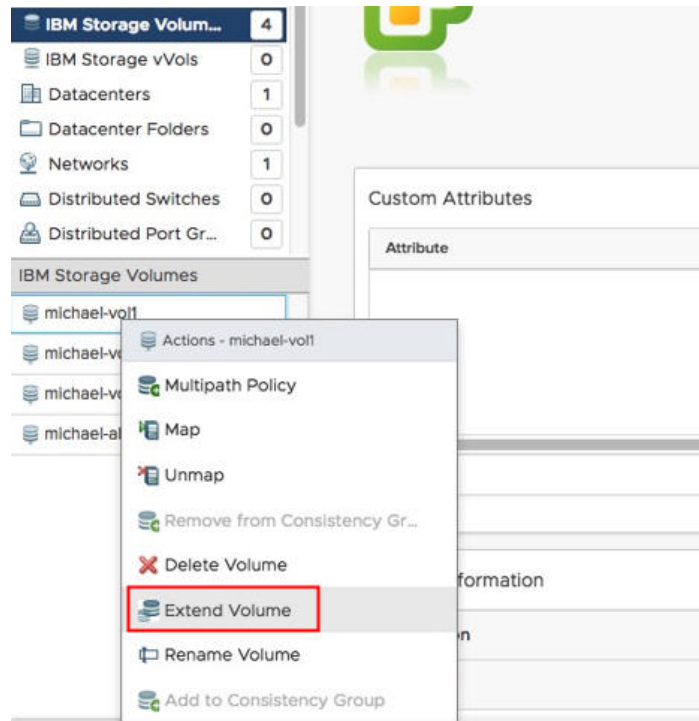 IBM Storage Volum... 4
IBM Storage vVols 0
Datacenters 1
Datacenter Folders 0
Networks 1
Distributed Switches 0
Distributed Port Gr... 0
IBM Storage Volumes
michael-vol1
Custom Attributes
Attribute
Actions - michael-vol1
Multipath Policy
Map
Unmap
Remove from Consistency Gr...
Delete Volume
Extend Volume
Rename Volume
Add to Consistency Group